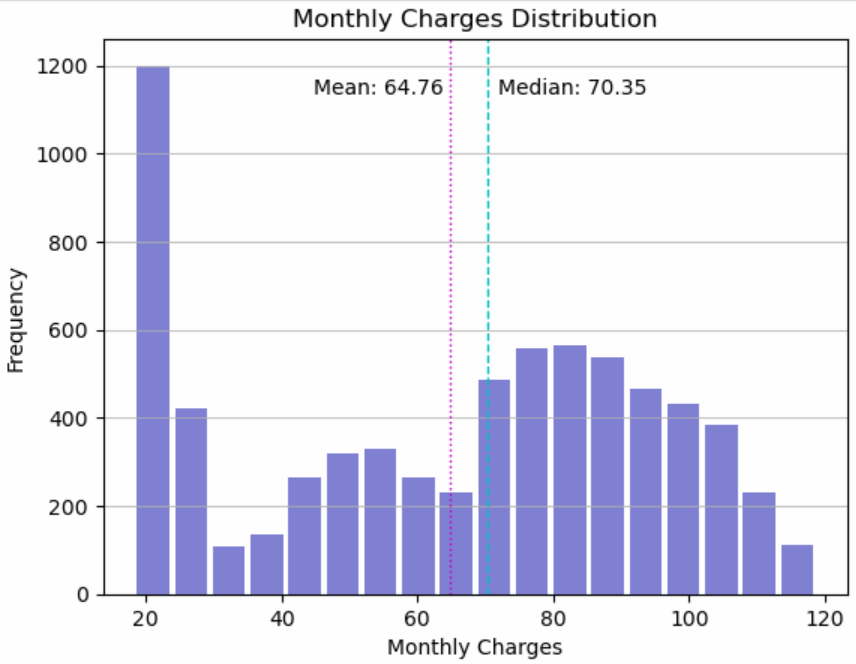 Monthly Charges Distribution
Mean: 64.76
Median: 70.35
Frequency
1200
1000
800
600
400
200
0
20 40 60 80 100 120
Monthly Charges